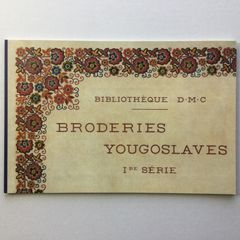 BIBLIOTHÈQUE D·M·C
BRODERIES
YOUGOSLAVES
IRE SÉRIE